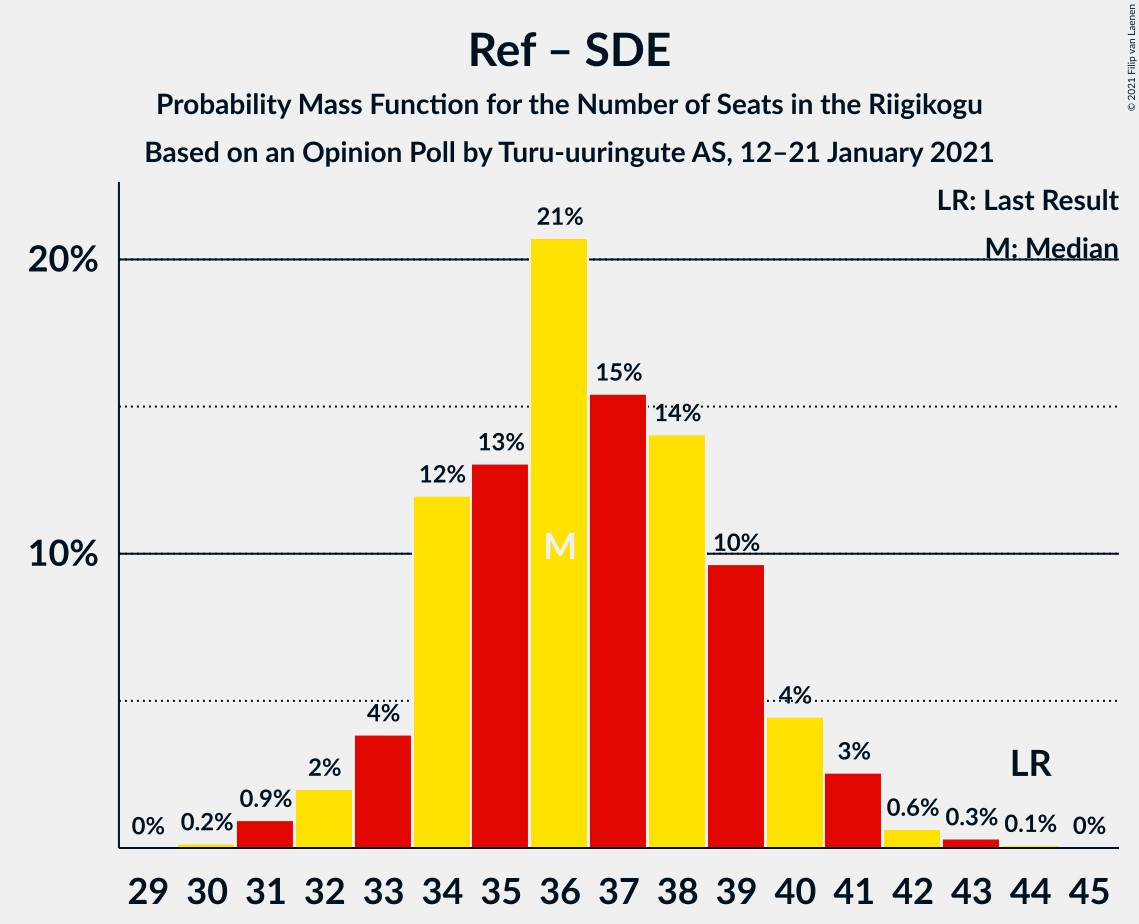 Ref – SDE
Probability Mass Function for the Number of Seats in the Riigikogu
Based on an Opinion Poll by Turu-uuringute AS, 12–21 January 2021
© 2021 Filip van Laenen
LR: Last Result
M: Median
20%
10%
0%
0.2%
0.9%
2%
4%
12%
13%
21%
15%
14%
10%
4%
3%
0.6%
0.3%
0.1%
0%
M
LR
29 30 31 32 33 34 35 36 37 38 39 40 41 42 43 44 45